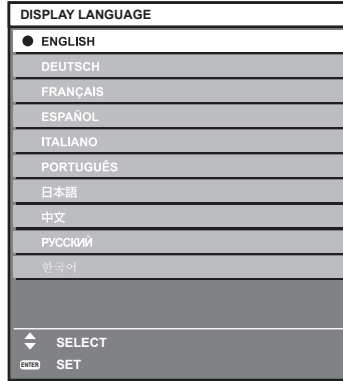 DISPLAY LANGUAGE
ENGLISH
DEUTSCH
FRANÇAIS
ESPAÑOL
ITALIANO
PORTUGUÊS
日本語
中文
РУССКИЙ
한국어
SELECT
ENTER SET